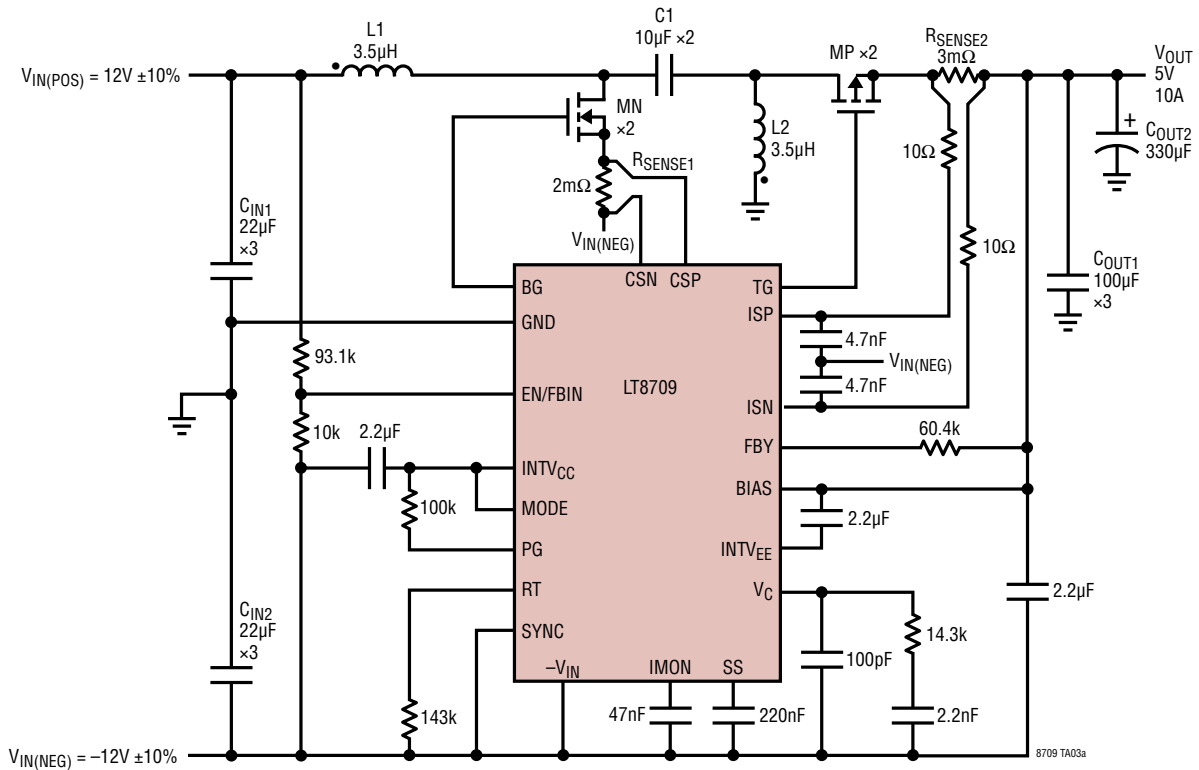 L1
3.5µH
C1
10µF ×2
MP ×2
RSENSE2
3mΩ
VOUT
5V
10A
VIN(POS) = 12V ±10%
MN
×2
L2
3.5µH
+
COUT2
330µF
10Ω
RSENSE1
2mΩ
VIN(NEG)
CIN1
22µF
×3
10Ω
COUT1
100µF
×3
CSN CSP
BG
TG
GND
ISP
4.7nF
VIN(NEG)
4.7nF
93.1k
LT8709
EN/FBIN
ISN
10k
60.4k
2.2µF
FBY
INTVCC
BIAS
MODE
100k
2.2µF
PG
INTVEE
RT
VC
2.2µF
CIN2
22µF
×3
SYNC
14.3k
100pF
–VIN
IMON
SS
143k
47nF
220nF
2.2nF
VIN(NEG) = –12V ±10%
8709 TA03a